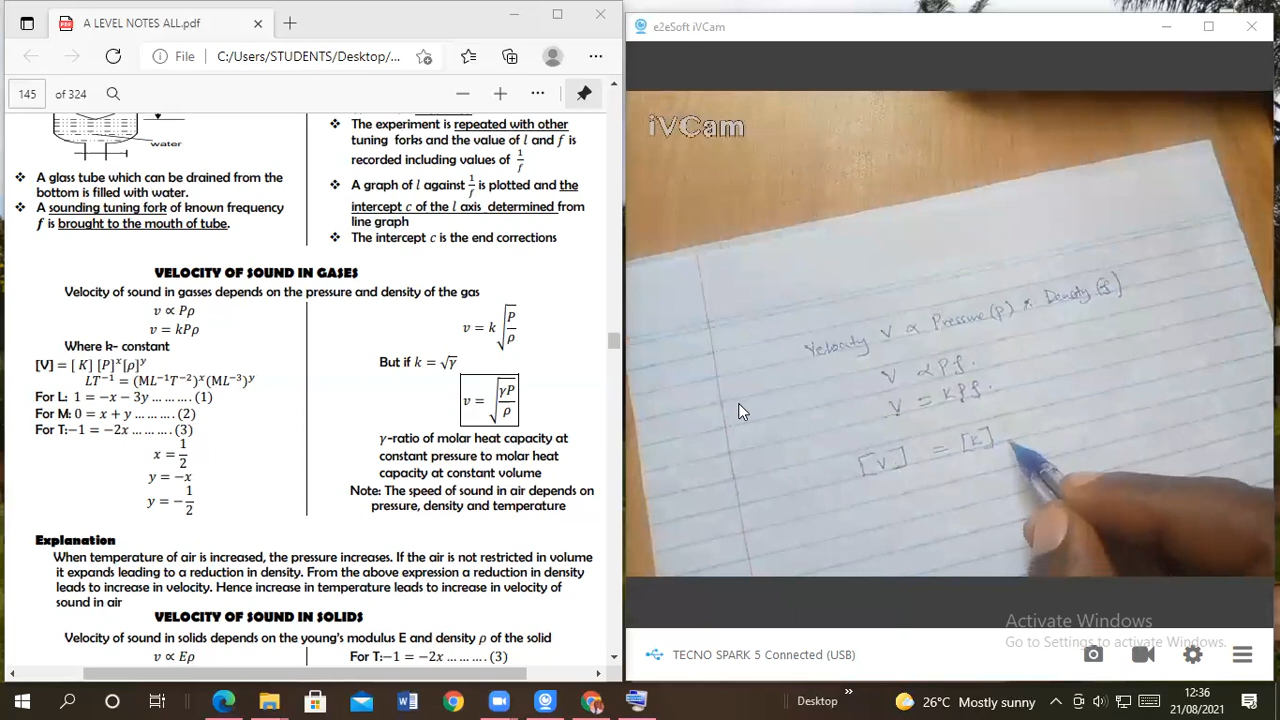 A LEVEL NOTES ALL.pdf
File
C:/Users/STUDENTS/Desktop/...
145 of 324
water
❖ A glass tube which can be drained from the
bottom is filled with water.
❖ A sounding tuning fork of known frequency
f is brought to the mouth of tube.
❖ The experiment is repeated with other
tuning forks and the value of l and f is
recorded including values of 1/f
❖ A graph of l against 1/f is plotted and the
intercept c of the l axis determined from
line graph
❖ The intercept c is the end corrections
VELOCITY OF SOUND IN GASES
Velocity of sound in gasses depends on the pressure and density of the gas
v ∝ Pρ
v = kPρ
Where k- constant
[V] = [ K] [P]^x[ρ]^y
LT⁻¹ = (ML⁻¹T⁻²)^x(ML⁻³)^y
For L: 1 = −x − 3y ... ... ... . (1)
For M: 0 = x + y ... ... ... (2)
For T:−1 = −2x ... ... ... (3)
x = 1/2
y = −x
y = − 1/2
v = k √(P/ρ)
But if k = √γ
v = √(γP/ρ)
γ-ratio of molar heat capacity at
constant pressure to molar heat
capacity at constant volume
Note: The speed of sound in air depends on
pressure, density and temperature
Explanation
When temperature of air is increased, the pressure increases. If the air is not restricted in volume
it expands leading to a reduction in density. From the above expression a reduction in density
leads to increase in velocity. Hence increase in temperature leads to increase in velocity of
sound in air
VELOCITY OF SOUND IN SOLIDS
Velocity of sound in solids depends on the young's modulus E and density ρ of the solid
v ∝ Eρ
For T:−1 = −2x ... ... ... (3)
e2eSoft iVCam
iVCam
Velocity V ∝ Pressure(p) * Density(ρ)
V ∝ Pρ.
V = kPρ.
[V] = [k]
Activate Windows
Go to Settings to activate Windows.
TECNO SPARK 5 Connected (USB)
Desktop
26°C Mostly sunny
12:36
21/08/2021